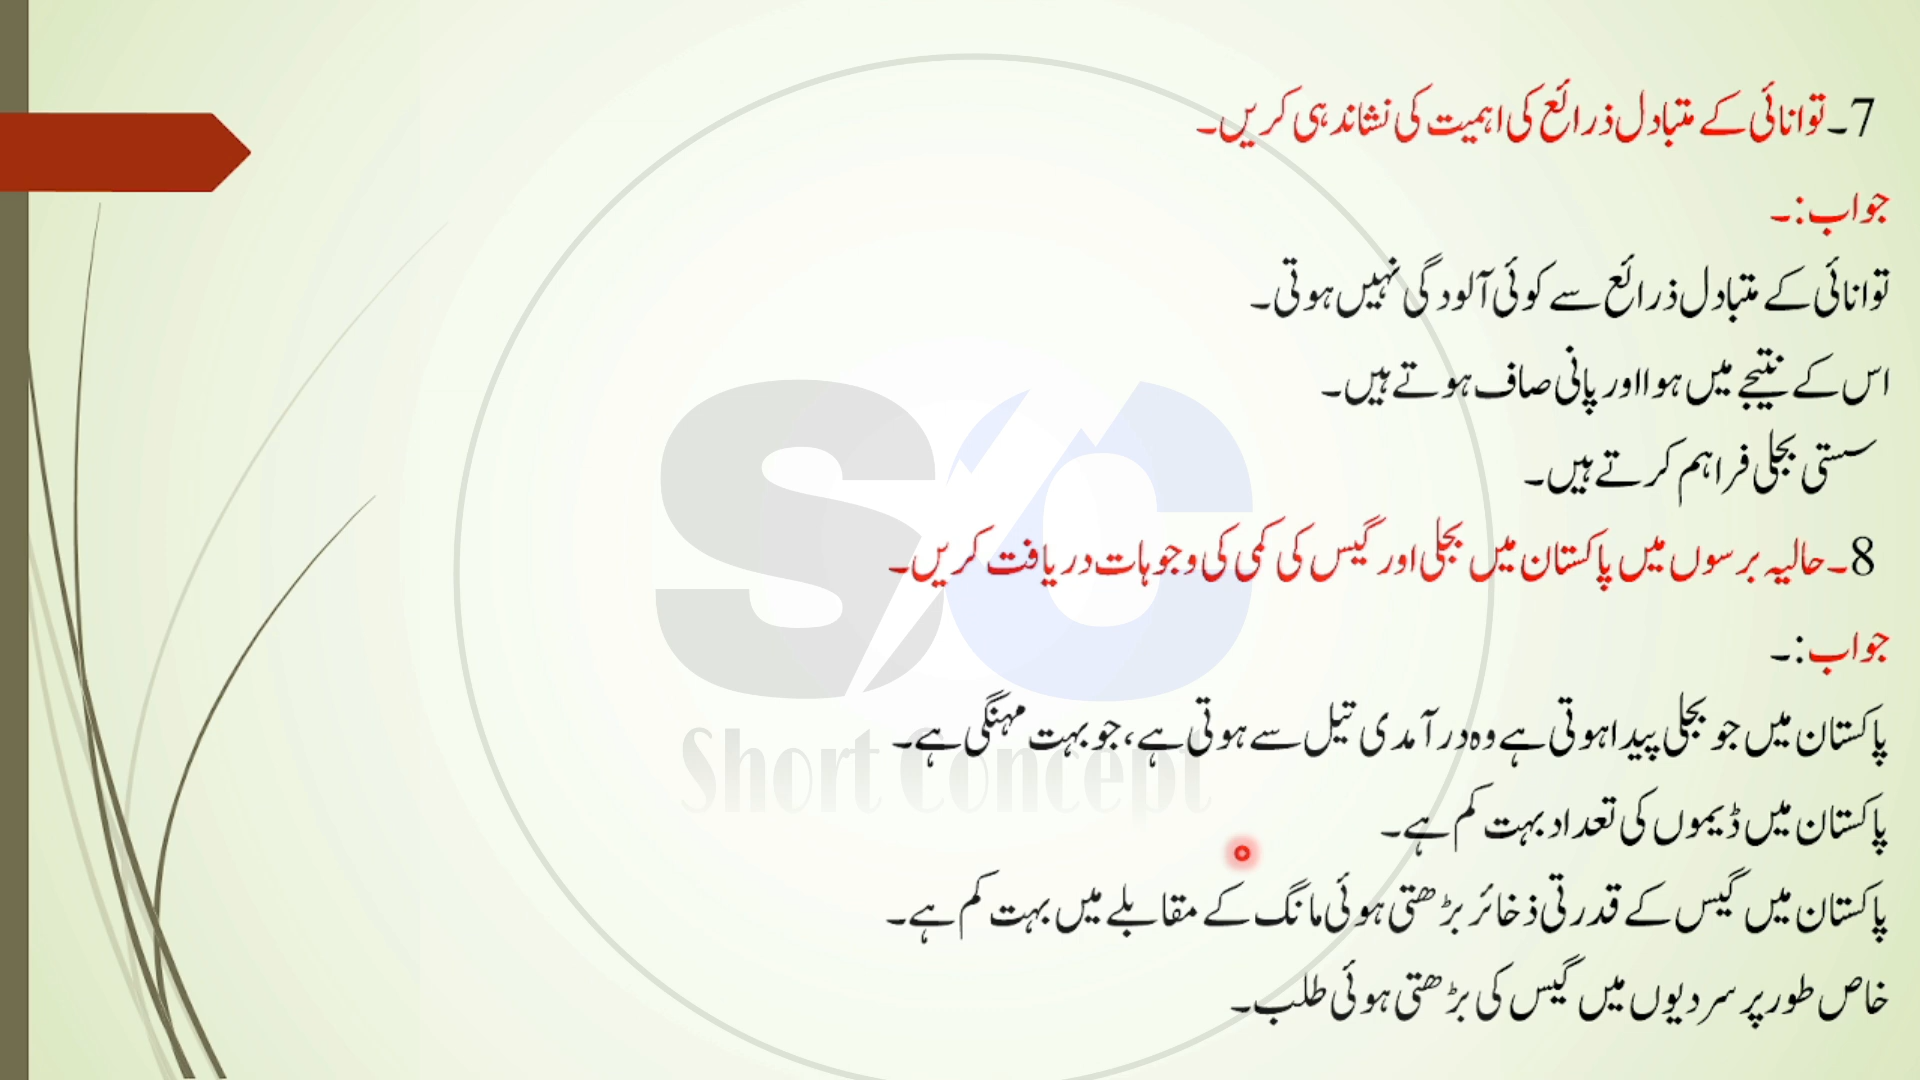 7۔توانائی کے متبادل ذرائع کی اہمیت کی نشاندہی کریں۔
جواب:۔
توانائی کے متبادل ذرائع سے کوئی آلودگی نہیں ہوتی۔
اس کے نتیجے میں ہوا اور پانی صاف ہوتے ہیں۔
سستی بجلی فراہم کرتے ہیں۔
8۔حالیہ برسوں میں پاکستان میں بجلی اور گیس کی کمی کی وجوہات دریافت کریں۔
جواب:۔
پاکستان میں جو بجلی پیدا ہوتی ہے وہ درآمدی تیل سے ہوتی ہے، جو بہت مہنگی ہے۔
پاکستان میں ڈیموں کی تعداد بہت کم ہے۔
پاکستان میں گیس کے قدرتی ذخائر بڑھتی ہوئی مانگ کے مقابلے میں بہت کم ہے۔
خاص طور پر سردیوں میں گیس کی بڑھتی ہوئی طلب۔
SC
Short Concept